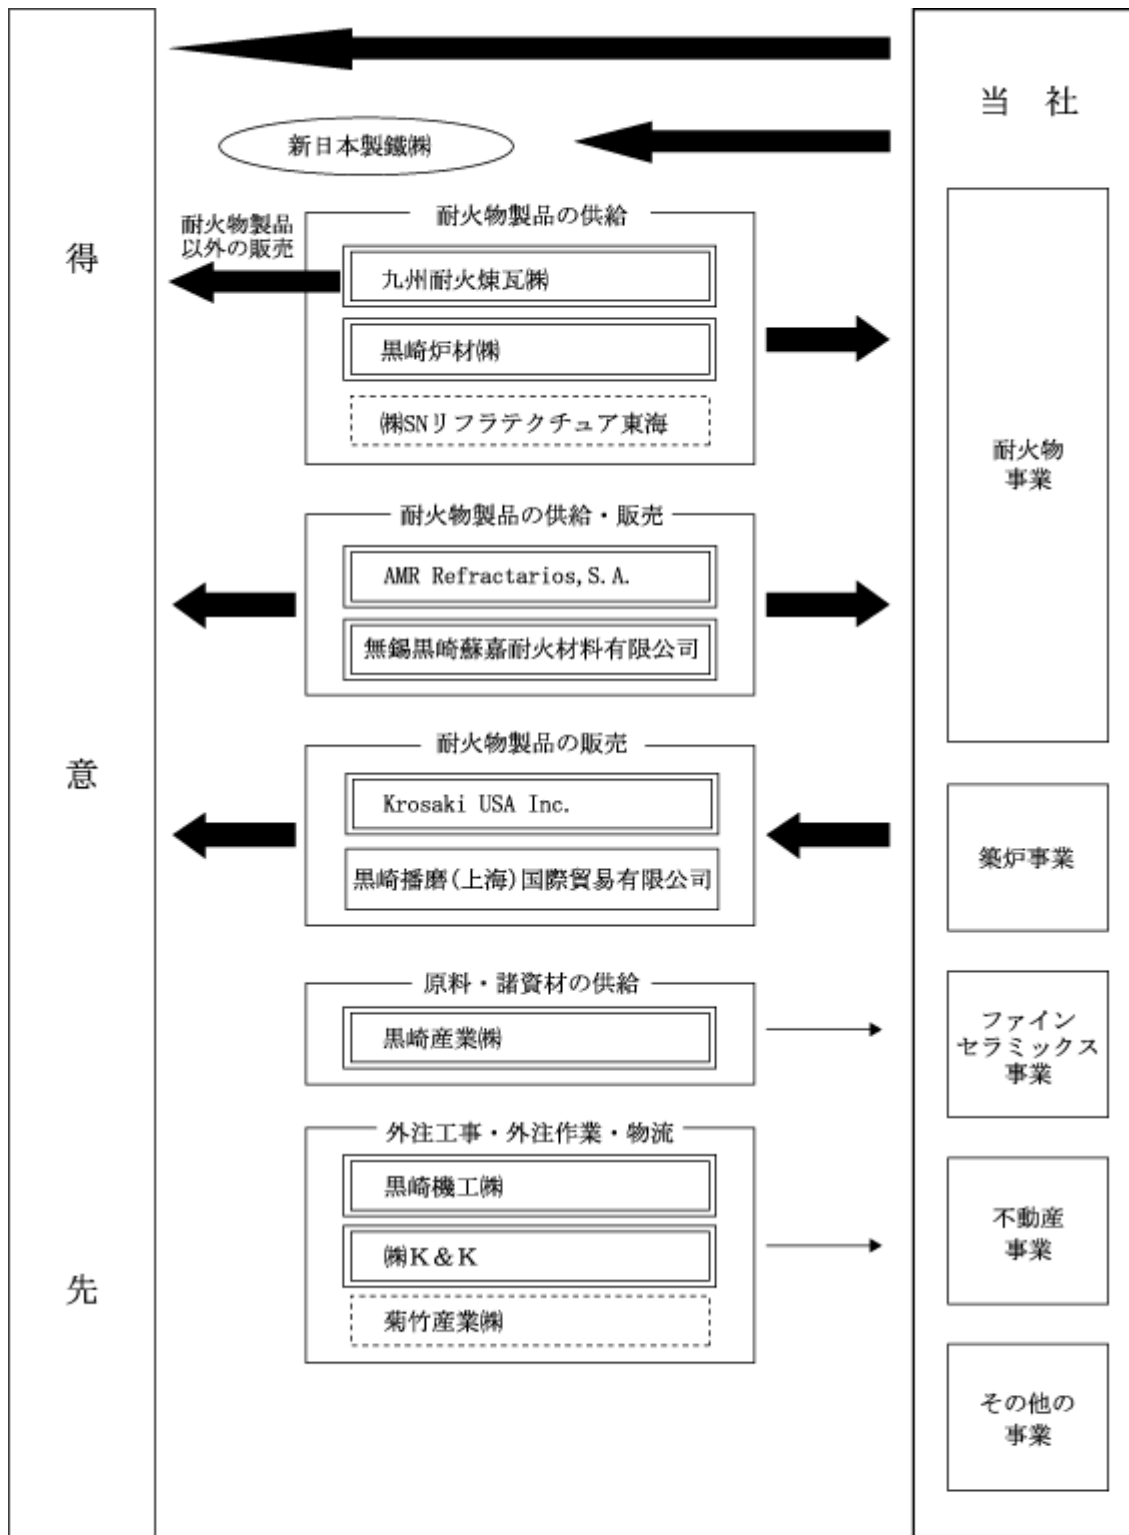 得
意
先
新日本製鐵㈱
耐火物製品
以外の販売
耐火物製品の供給
九州耐火煉瓦㈱
黒崎炉材㈱
㈱SNリフラテクチュア東海
耐火物製品の供給・販売
AMR Refractarios,S.A.
無錫黒崎蘇嘉耐火材料有限公司
耐火物製品の販売
Krosaki USA Inc.
黒崎播磨(上海)国際貿易有限公司
原料・諸資材の供給
黒崎産業㈱
外注工事・外注作業・物流
黒崎機工㈱
㈱K&K
菊竹産業㈱
当 社
耐火物
事業
築炉事業
ファイン
セラミックス
事業
不動産
事業
その他の
事業